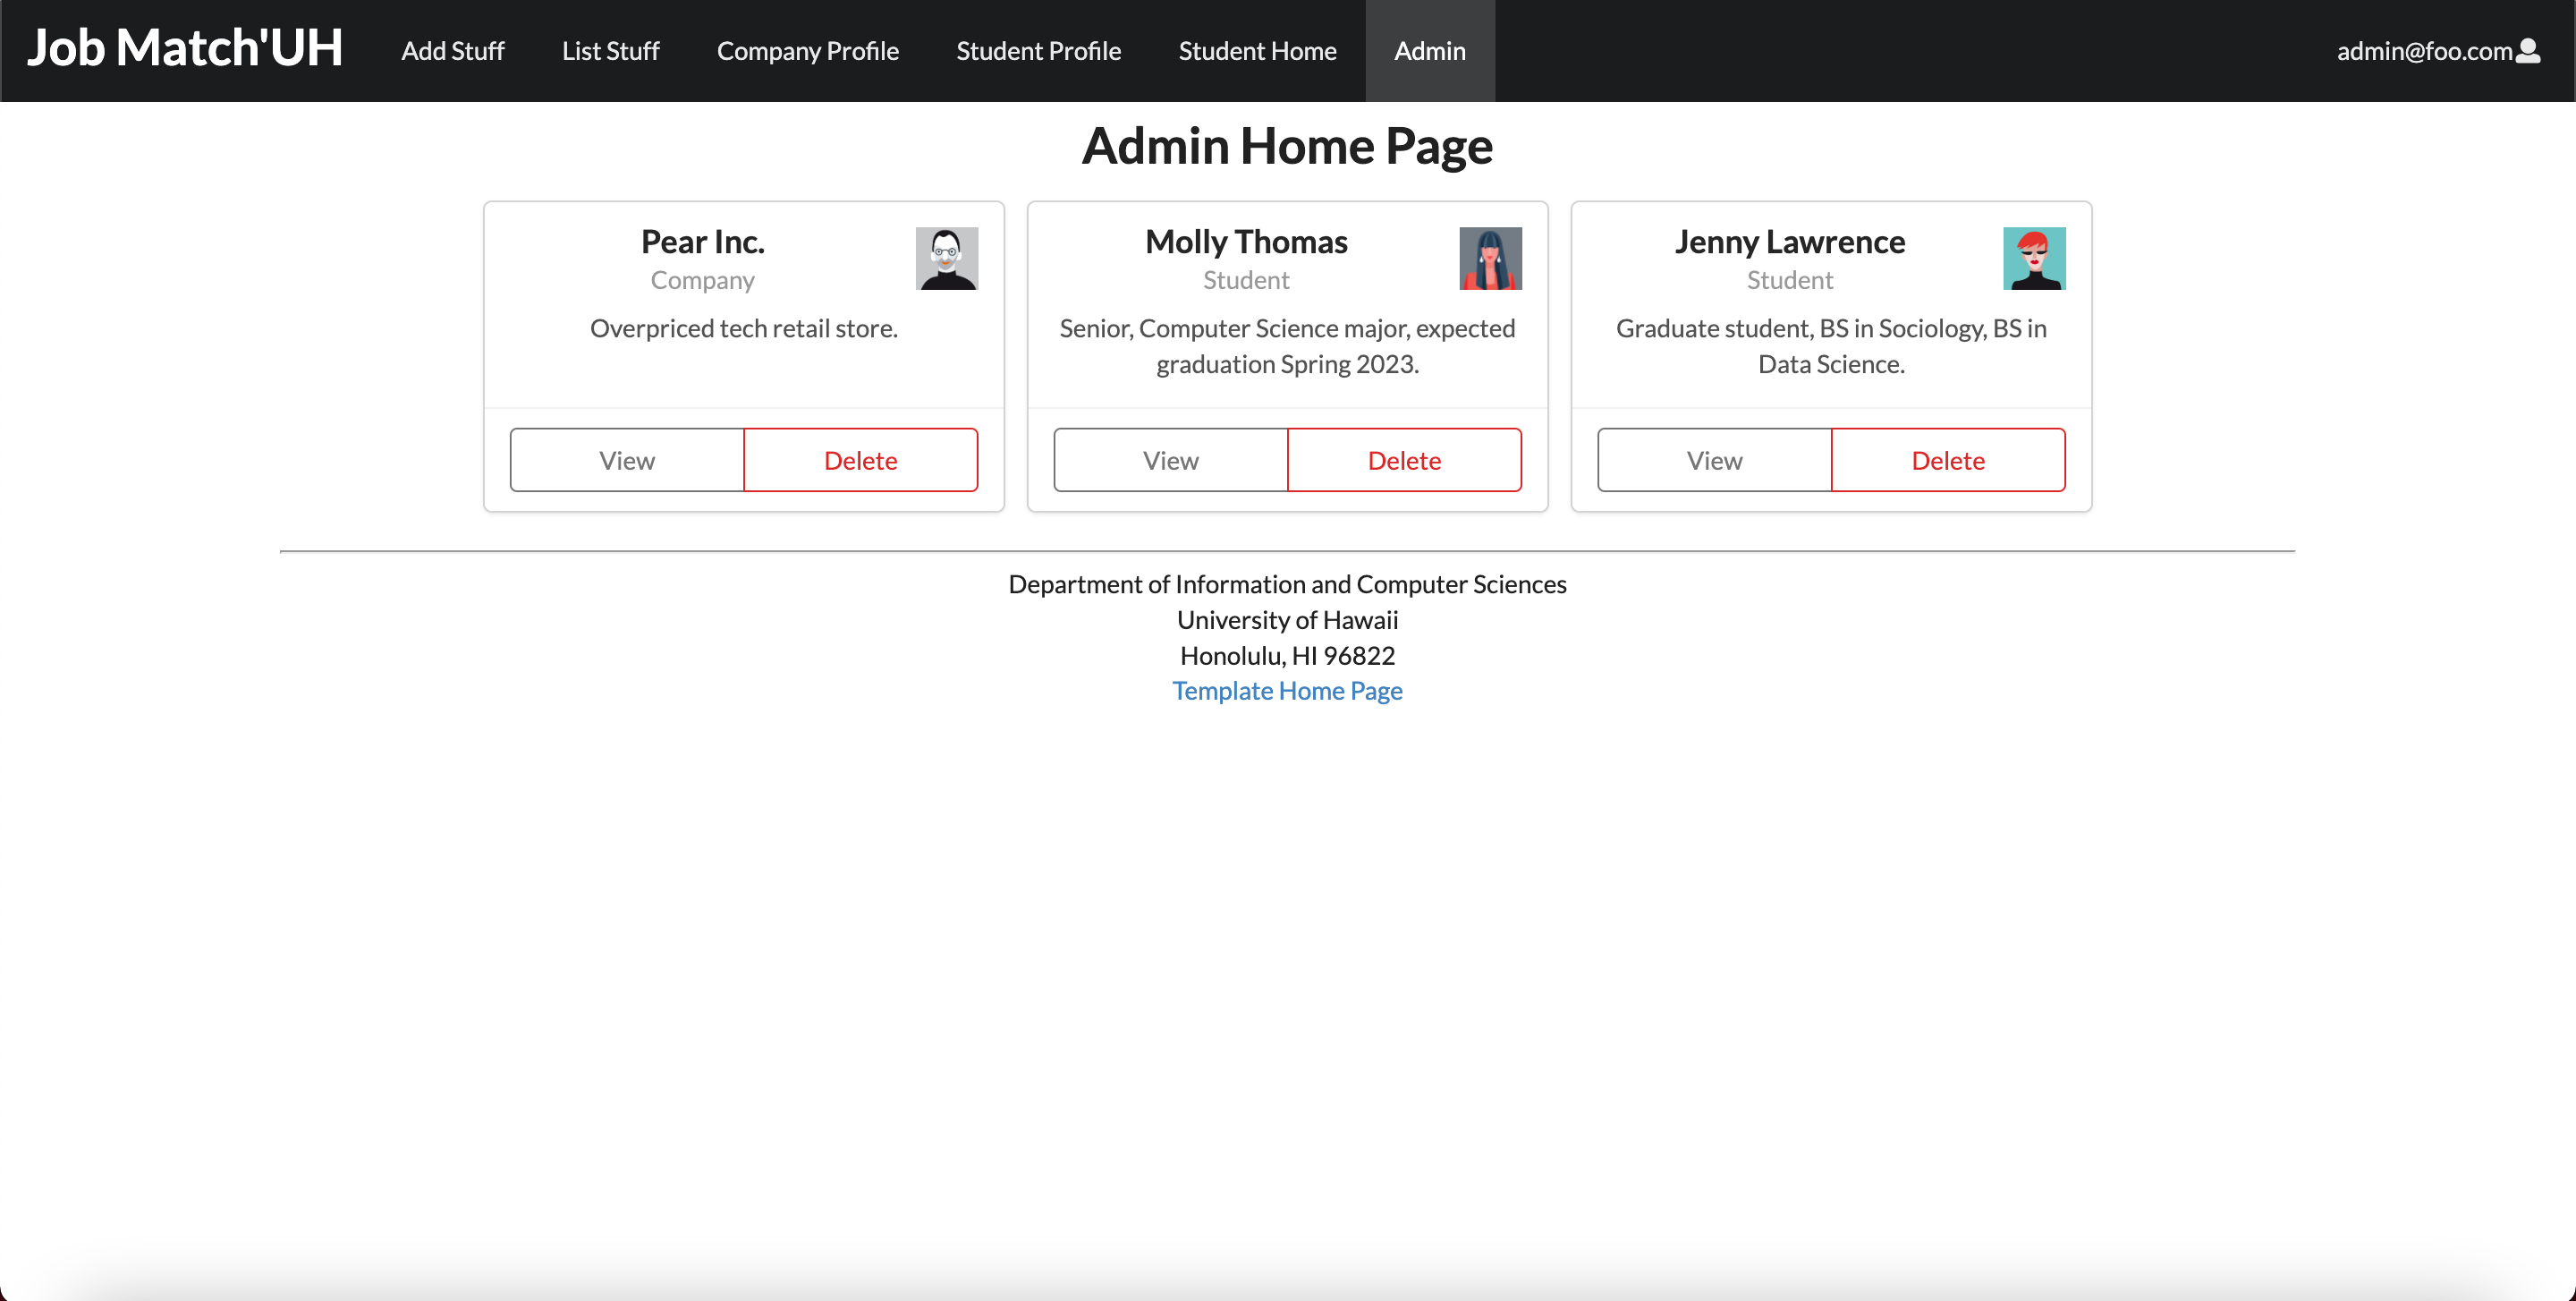 Job Match'UH Add Stuff List Stuff Company Profile Student Profile Student Home Admin admin@foo.com
Admin Home Page
Pear Inc.
Company
Overpriced tech retail store.
View Delete
Molly Thomas
Student
Senior, Computer Science major, expected
graduation Spring 2023.
View Delete
Jenny Lawrence
Student
Graduate student, BS in Sociology, BS in
Data Science.
View Delete
Department of Information and Computer Sciences
University of Hawaii
Honolulu, HI 96822
Template Home Page